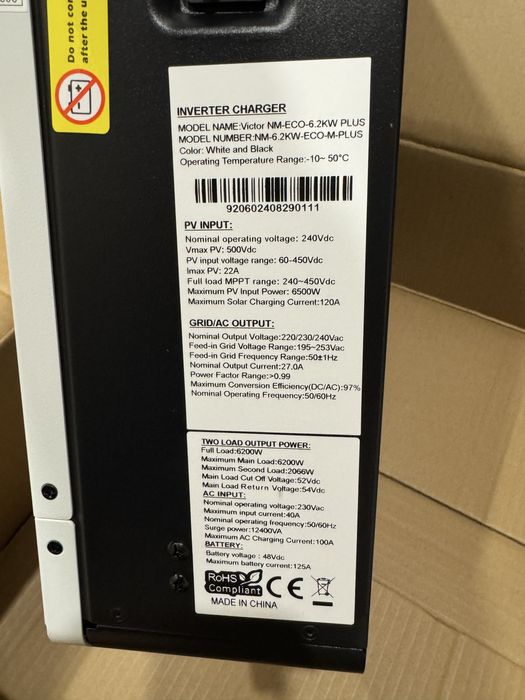 Do not con
after the u
INVERTER CHARGER
MODEL NAME:Victor NM-ECO-6.2KW PLUS
MODEL NUMBER:NM-6.2KW-ECO-M-PLUS
Color: White and Black
Operating Temperature Range:-10~ 50°C
920602408290111
PV INPUT:
Nominal operating voltage: 240Vdc
Vmax PV: 500Vdc
PV input voltage range: 60-450Vdc
Imax PV: 22A
Full load MPPT range: 240~450Vdc
Maximum PV Input Power: 6500W
Maximum Solar Charging Current:120A
GRID/AC OUTPUT:
Nominal Output Voltage:220/230/240Vac
Feed-in Grid Voltage Range:195~253Vac
Feed-in Grid Frequency Range:50±1Hz
Nominal Output Current:27.0A
Power Factor Range:>0.99
Maximum Conversion Efficiency(DC/AC):97%
Nominal Operating Frequency:50/60Hz
TWO LOAD OUTPUT POWER:
Full Load:6200W
Maximum Main Load:6200W
Maximum Second Load:2066W
Main Load Cut Off Voltage:52Vdc
Main Load Return Voltage:54Vdc
AC INPUT:
Nominal operating voltage:230Vac
Maximum input current:40A
Nominal operating frequency:50/60Hz
Surge power:12400VA
Maximum AC Charging Current:100A
BATTERY:
Battery voltage : 48Vdc
Maximum battery current:125A
RoHS
Compliant
CE
MADE IN CHINA